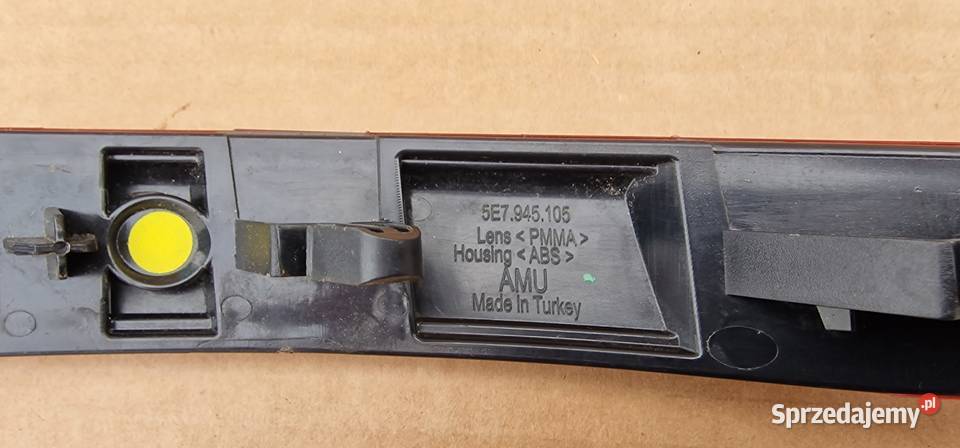 5E7.945.105
Lens < PMMA >
Housing < ABS >
AMU
Made In Turkey
Sprzedajemy.pl